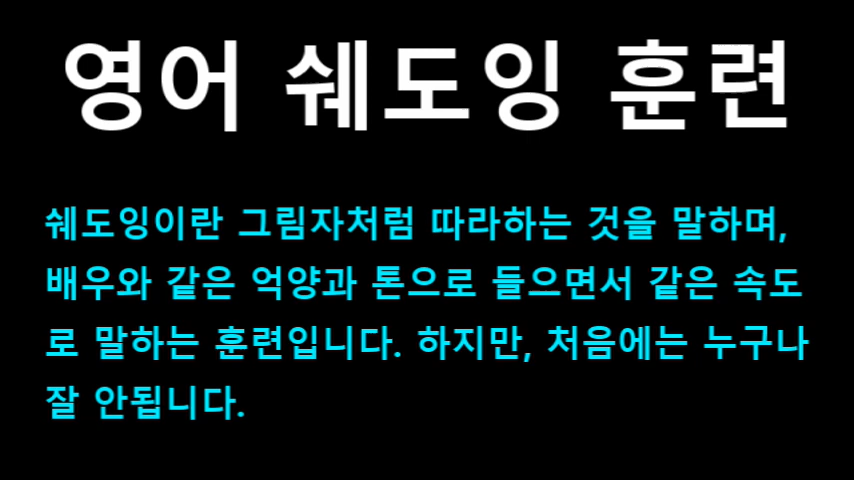 영어 쉐도잉 훈련
쉐도잉이란 그림자처럼 따라하는 것을 말하며,
배우와 같은 억양과 톤으로 들으면서 같은 속도
로 말하는 훈련입니다. 하지만, 처음에는 누구나
잘 안됩니다.